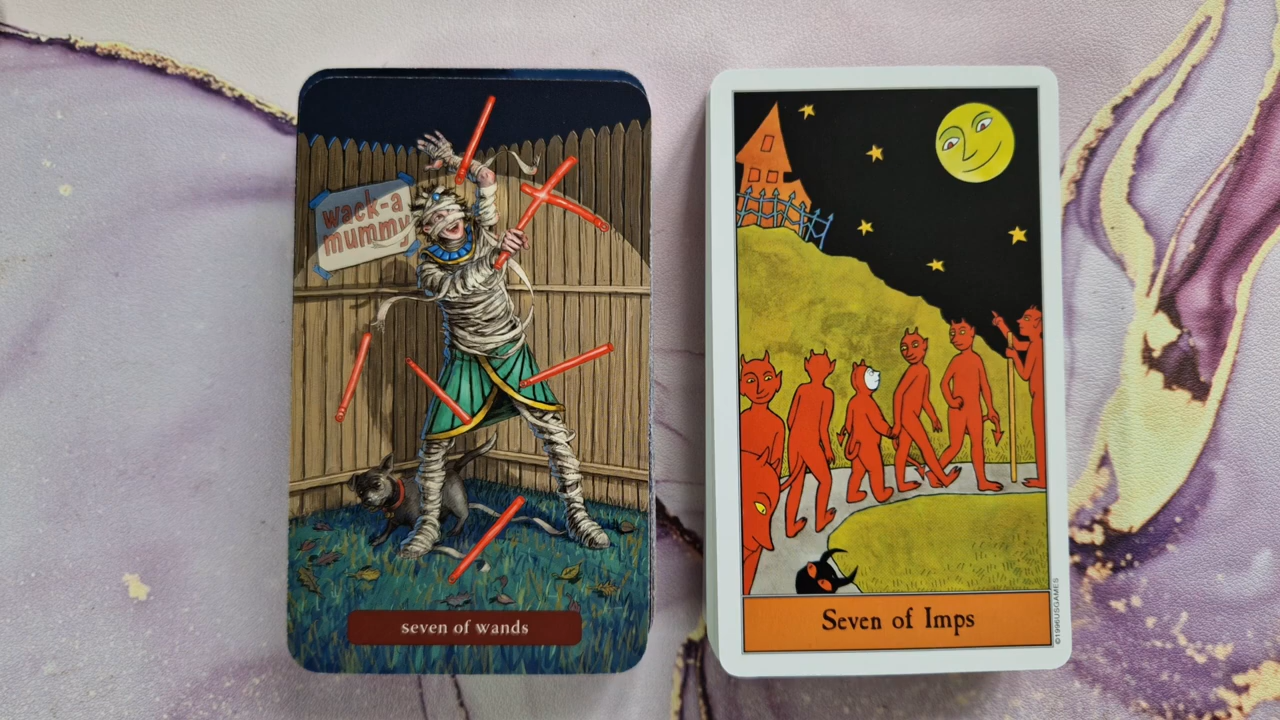 wack-a
mummy
seven of wands
Seven of Imps
©1996USGAMES